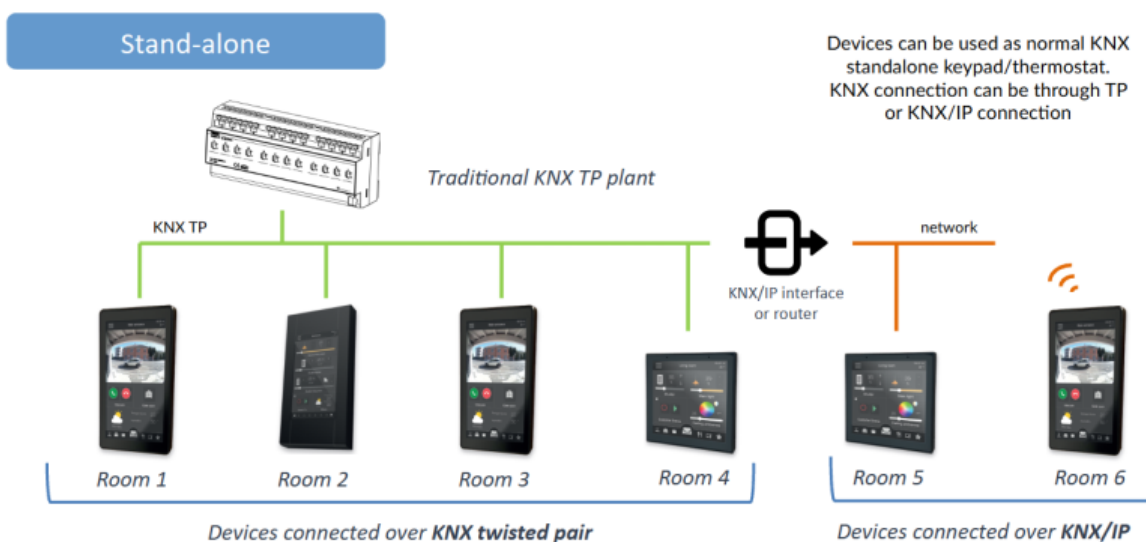 Stand-alone
Devices can be used as normal KNX
standalone keypad/thermostat.
KNX connection can be through TP
or KNX/IP connection
Traditional KNX TP plant
KNX TP
network
KNX/IP interface
or router
Room 1
Room 2
Room 3
Room 4
Room 5
Room 6
Devices connected over KNX twisted pair
Devices connected over KNX/IP